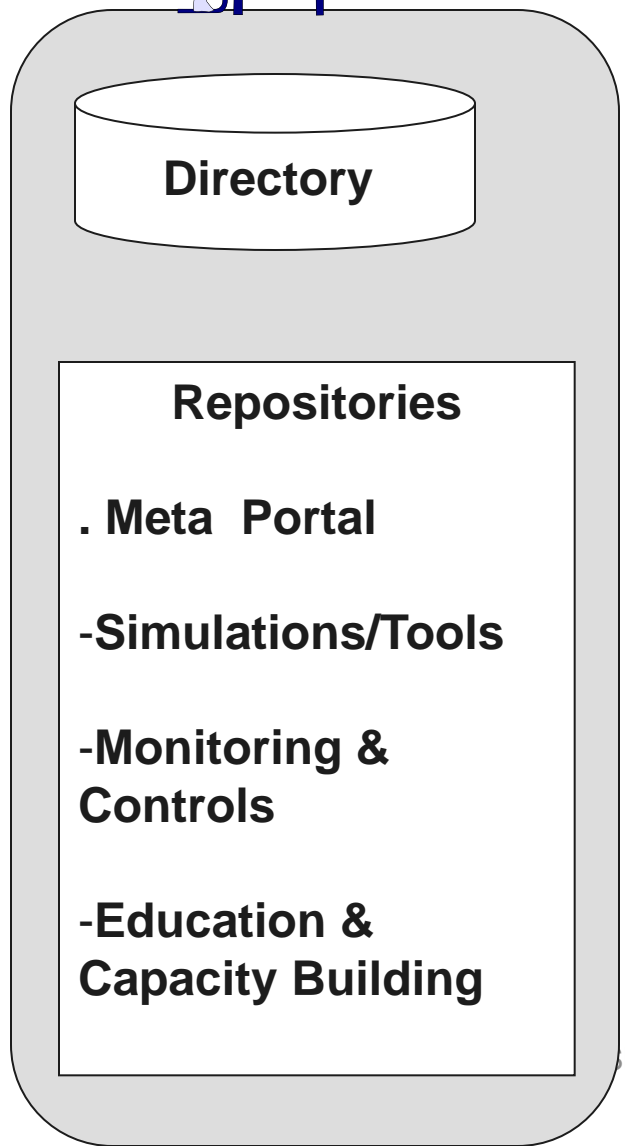 Directory
Repositories
. Meta Portal
-Simulations/Tools
-Monitoring &
Controls
-Education &
Capacity Building